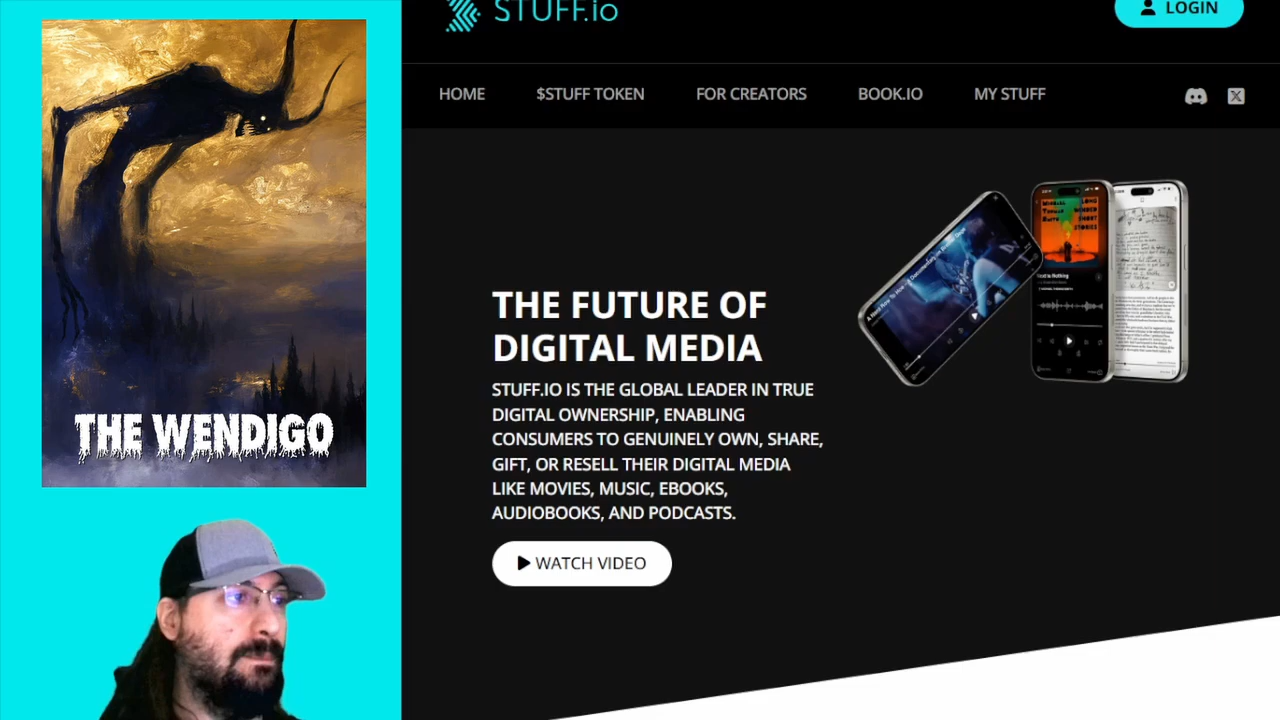 THE WENDIGO
STUFF.io
LOGIN
HOME
$STUFF TOKEN
FOR CREATORS
BOOK.IO
MY STUFF
THE FUTURE OF
DIGITAL MEDIA
STUFF.IO IS THE GLOBAL LEADER IN TRUE
DIGITAL OWNERSHIP, ENABLING
CONSUMERS TO GENUINELY OWN, SHARE,
GIFT, OR RESELL THEIR DIGITAL MEDIA
LIKE MOVIES, MUSIC, EBOOKS,
AUDIOBOOKS, AND PODCASTS.
WATCH VIDEO